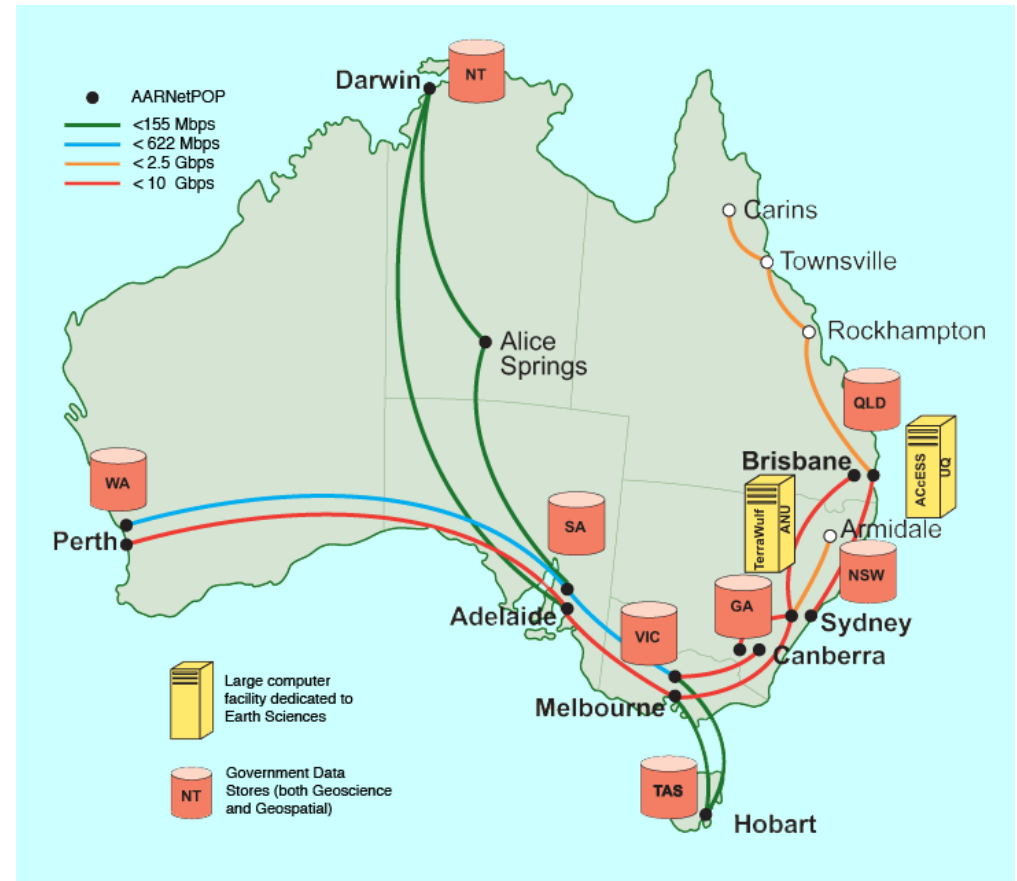 Darwin
NT
AARNetPOP
<155 Mbps
< 622 Mbps
< 2.5 Gbps
< 10 Gbps
Carins
Townsville
Rockhampton
Alice
Springs
QLD
ACcESS
UQ
Brisbane
WA
TerraWulf
ANU
SA
Armidale
Perth
NSW
GA
Adelaide
VIC
Sydney
Canberra
Large computer
facility dedicated to
Earth Sciences
Melbourne
NT
Government Data
Stores (both Geoscience
and Geospatial)
TAS
Hobart